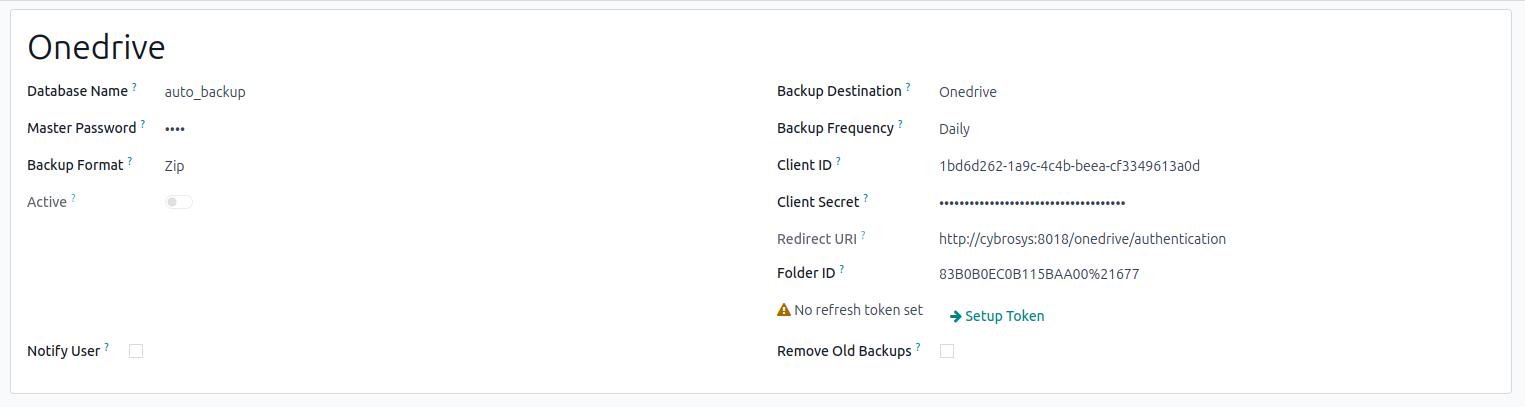 Onedrive
Database Name ? auto_backup
Master Password ? ••••
Backup Format ? Zip
Active ?
Notify User ?
Backup Destination ? Onedrive
Backup Frequency ? Daily
Client ID ? 1bd6d262-1a9c-4c4b-beea-cf3349613a0d
Client Secret ? •••••••••••••••••••••••••••••••••••••
Redirect URI ? http://cybrosys:8018/onedrive/authentication
Folder ID ? 83B0B0EC0B115BAA00%21677
No refresh token set Setup Token
Remove Old Backups ?